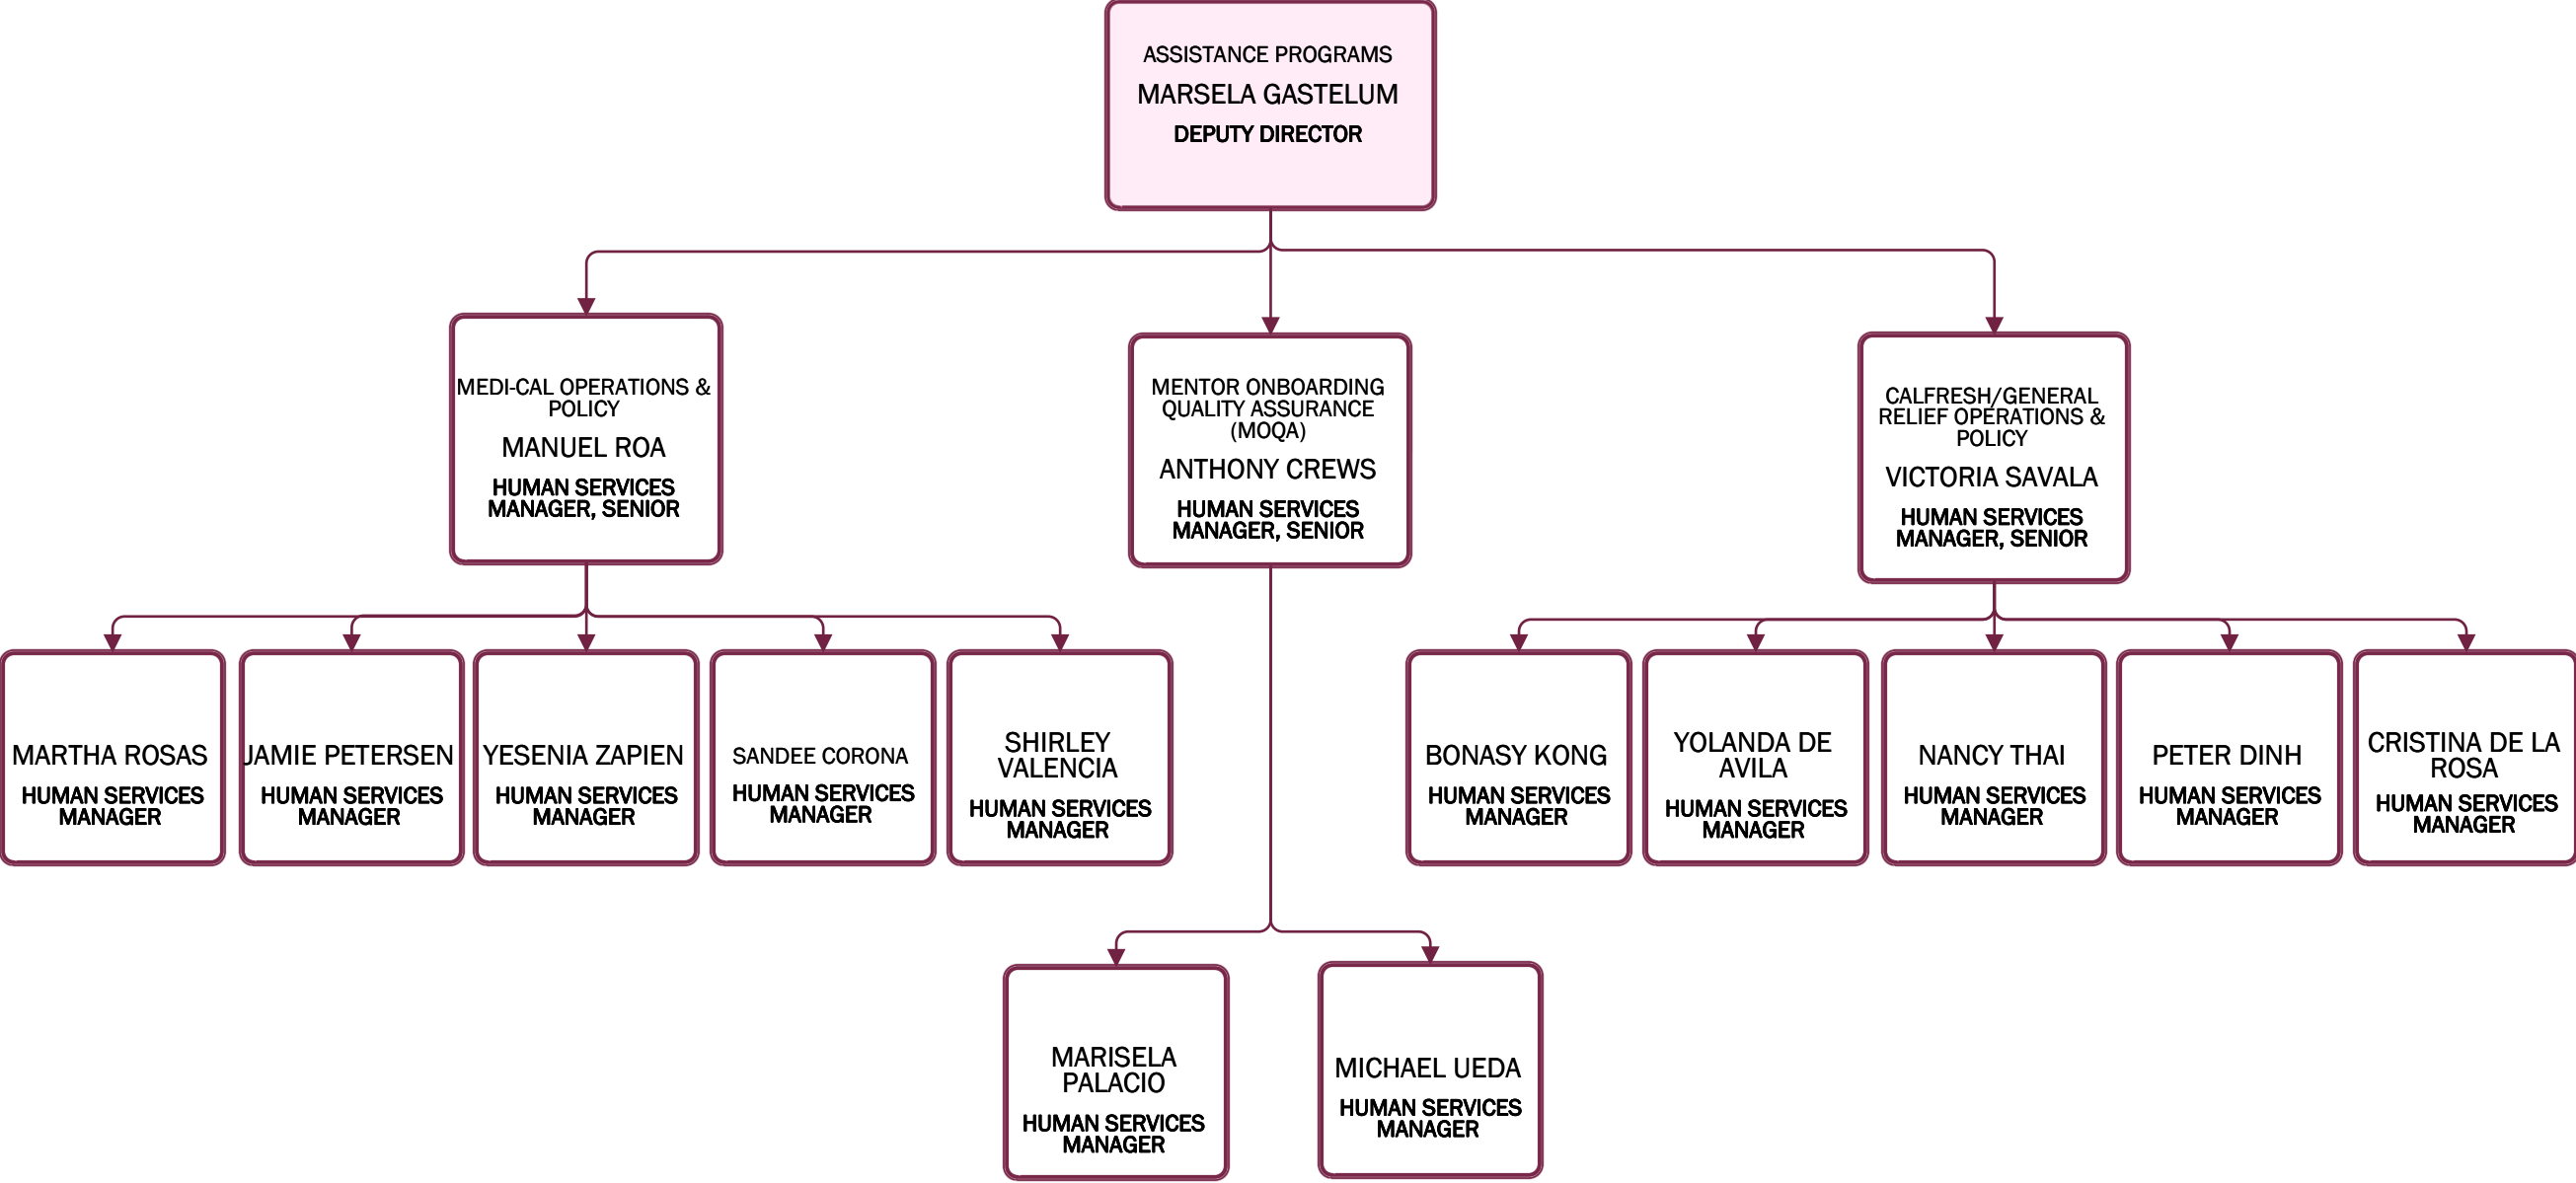 ASSISTANCE PROGRAMS
MARSELA GASTELUM
DEPUTY DIRECTOR
MEDI-CAL OPERATIONS &
POLICY
MANUEL ROA
HUMAN SERVICES
MANAGER, SENIOR
MENTOR ONBOARDING
QUALITY ASSURANCE
(MOQA)
ANTHONY CREWS
HUMAN SERVICES
MANAGER, SENIOR
CALFRESH/GENERAL
RELIEF OPERATIONS &
POLICY
VICTORIA SAVALA
HUMAN SERVICES
MANAGER, SENIOR
MARTHA ROSAS
HUMAN SERVICES
MANAGER
JAMIE PETERSEN
HUMAN SERVICES
MANAGER
YESENIA ZAPIEN
HUMAN SERVICES
MANAGER
SANDEE CORONA
HUMAN SERVICES
MANAGER
SHIRLEY
VALENCIA
HUMAN SERVICES
MANAGER
BONASY KONG
HUMAN SERVICES
MANAGER
YOLANDA DE
AVILA
HUMAN SERVICES
MANAGER
NANCY THAI
HUMAN SERVICES
MANAGER
PETER DINH
HUMAN SERVICES
MANAGER
CRISTINA DE LA
ROSA
HUMAN SERVICES
MANAGER
MARISELA
PALACIO
HUMAN SERVICES
MANAGER
MICHAEL UEDA
HUMAN SERVICES
MANAGER